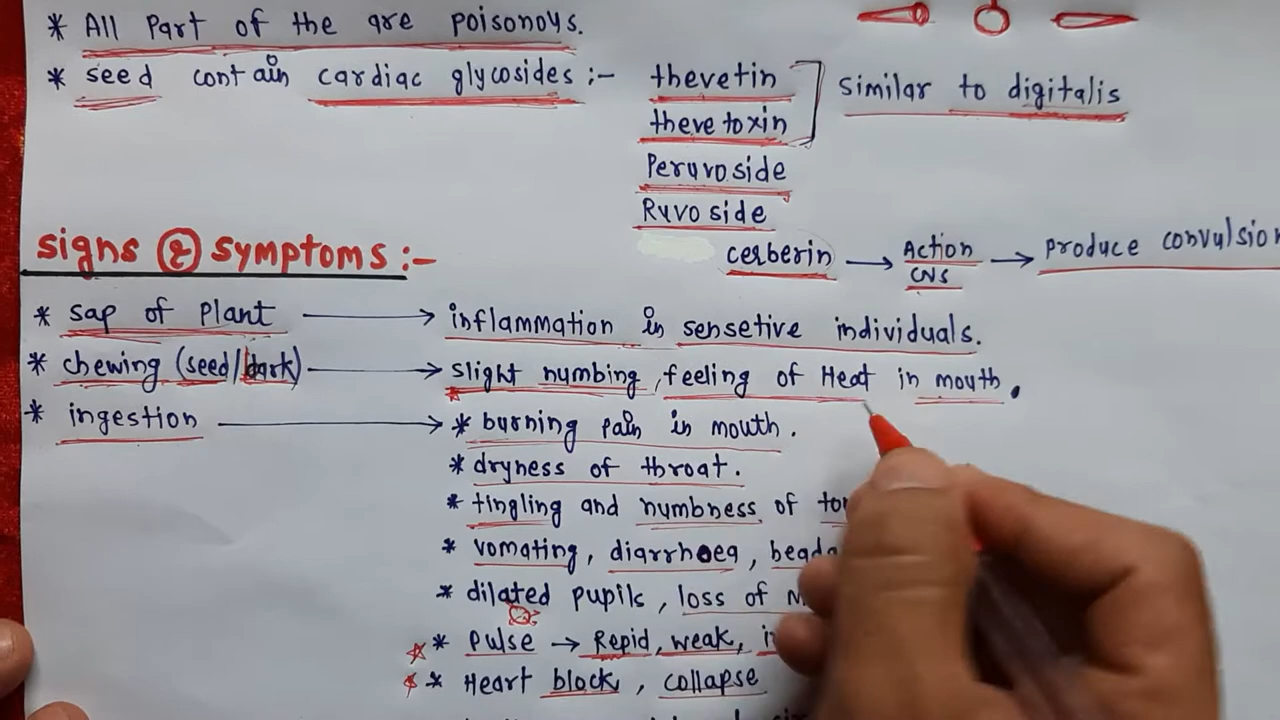 * All Part of the are poisonoys.
* seed contain cardiac glycosides :- thevetin
thevetoxin
similar to digitalis
Peruvoside
Ruvoside
cerberin → Action CNS → produce convulsion
signs & symptoms :-
* sap of Plant → inflammation in sensetive individuals.
* chewing (seed/bark) → slight numbing, feeling of Heat in mouth.
* ingestion → * burning pain in mouth.
* dryness of throat.
* tingling and numbness of
* vomating, diarrhoea,
* dilated pupils, loss of
* pulse → Repid, weak,
* Heart block, collapse